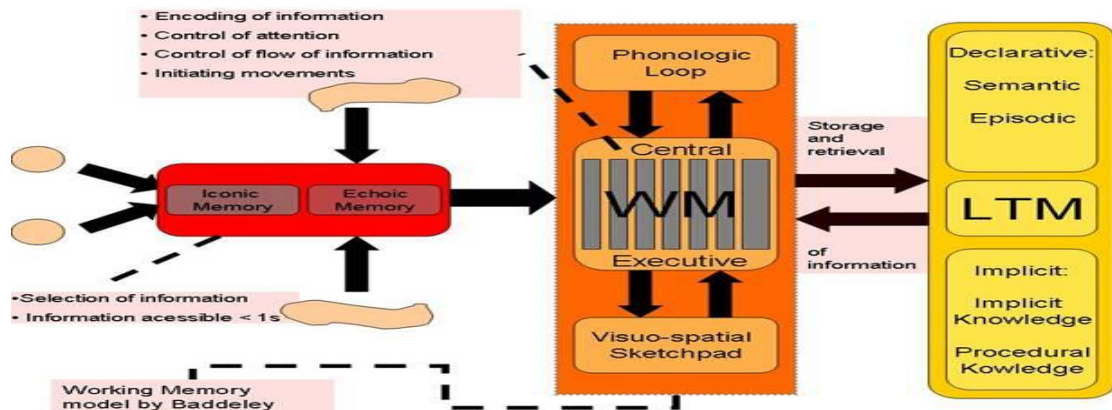 • Encoding of information
• Control of attention
• Control of flow of information
• Initiating movements
Iconic
Memory
Echoic
Memory
•Selection of information
• Information acessible < 1s
Working Memory
model by Baddeley
Phonologic
Loop
Central
WM
Executive
Visuo-spatial
Sketchpad
Storage
and
retrieval
of
information
Declarative:
Semantic
Episodic
LTM
Implicit:
Implicit
Knowledge
Procedural
Kowledge